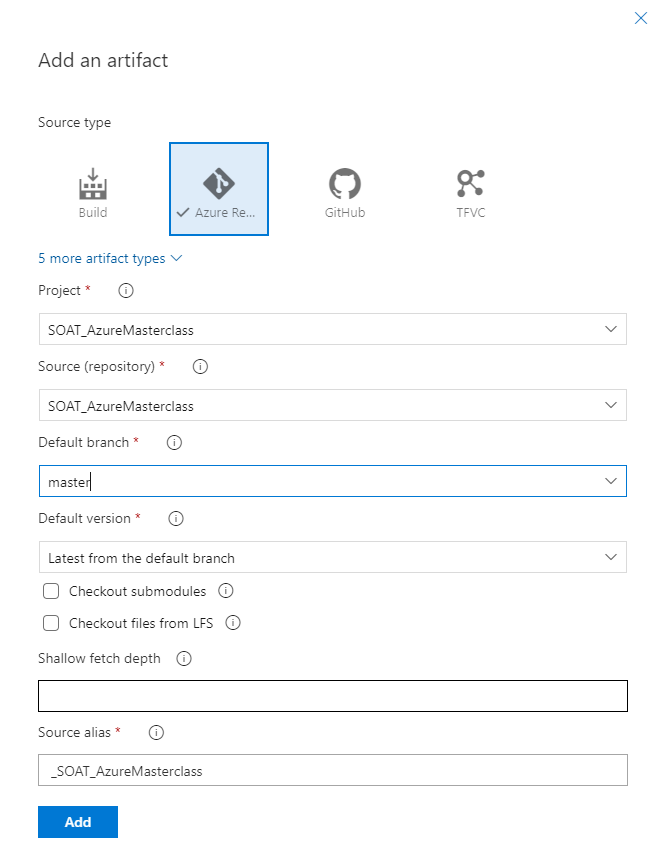 Add an artifact
Source type
Build
Azure Re...
GitHub
TFVC
5 more artifact types
Project *
SOAT_AzureMasterclass
Source (repository) *
SOAT_AzureMasterclass
Default branch *
master
Default version *
Latest from the default branch
Checkout submodules
Checkout files from LFS
Shallow fetch depth
Source alias *
_SOAT_AzureMasterclass
Add